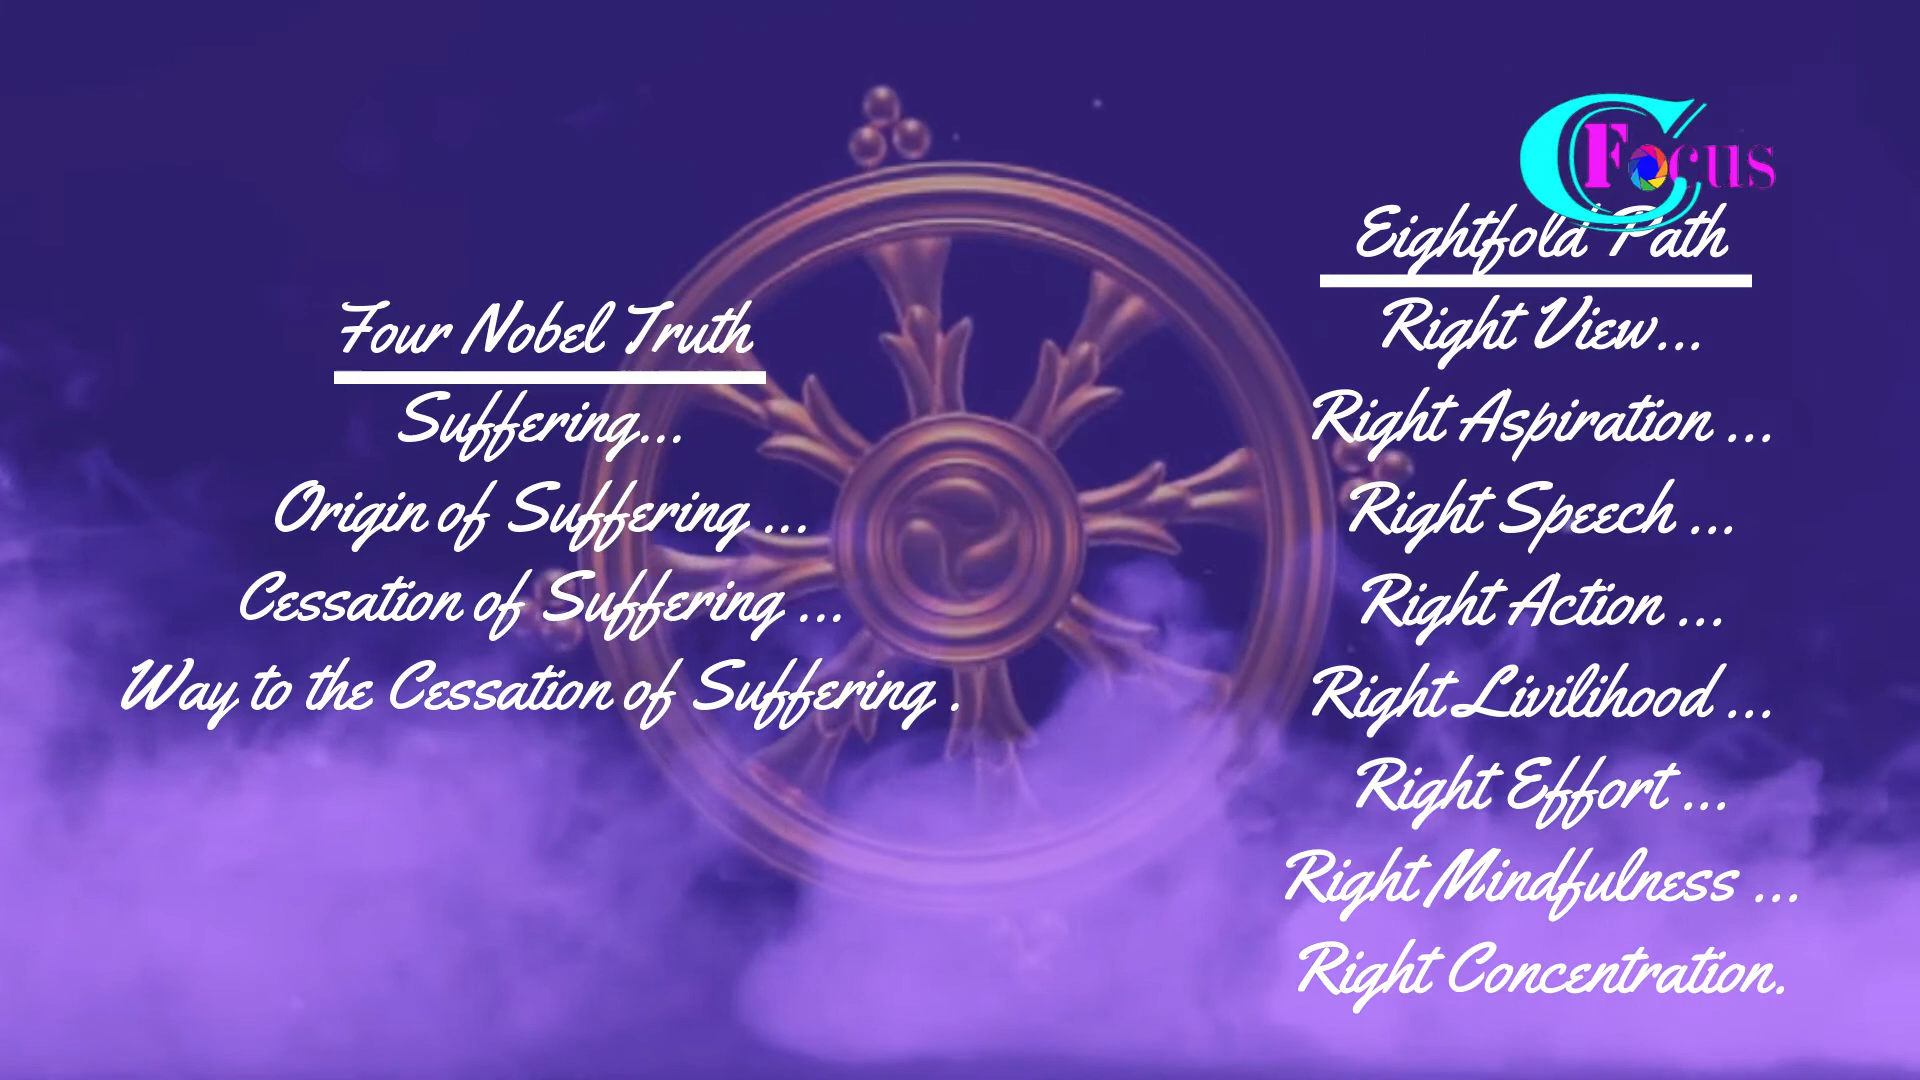 C Focus
Four Nobel Truth
Suffering...
Origin of Suffering ...
Cessation of Suffering ...
Way to the Cessation of Suffering .
Eightfold Path
Right View...
Right Aspiration ...
Right Speech ...
Right Action ...
Right Livilihood ...
Right Effort ...
Right Mindfulness ...
Right Concentration.